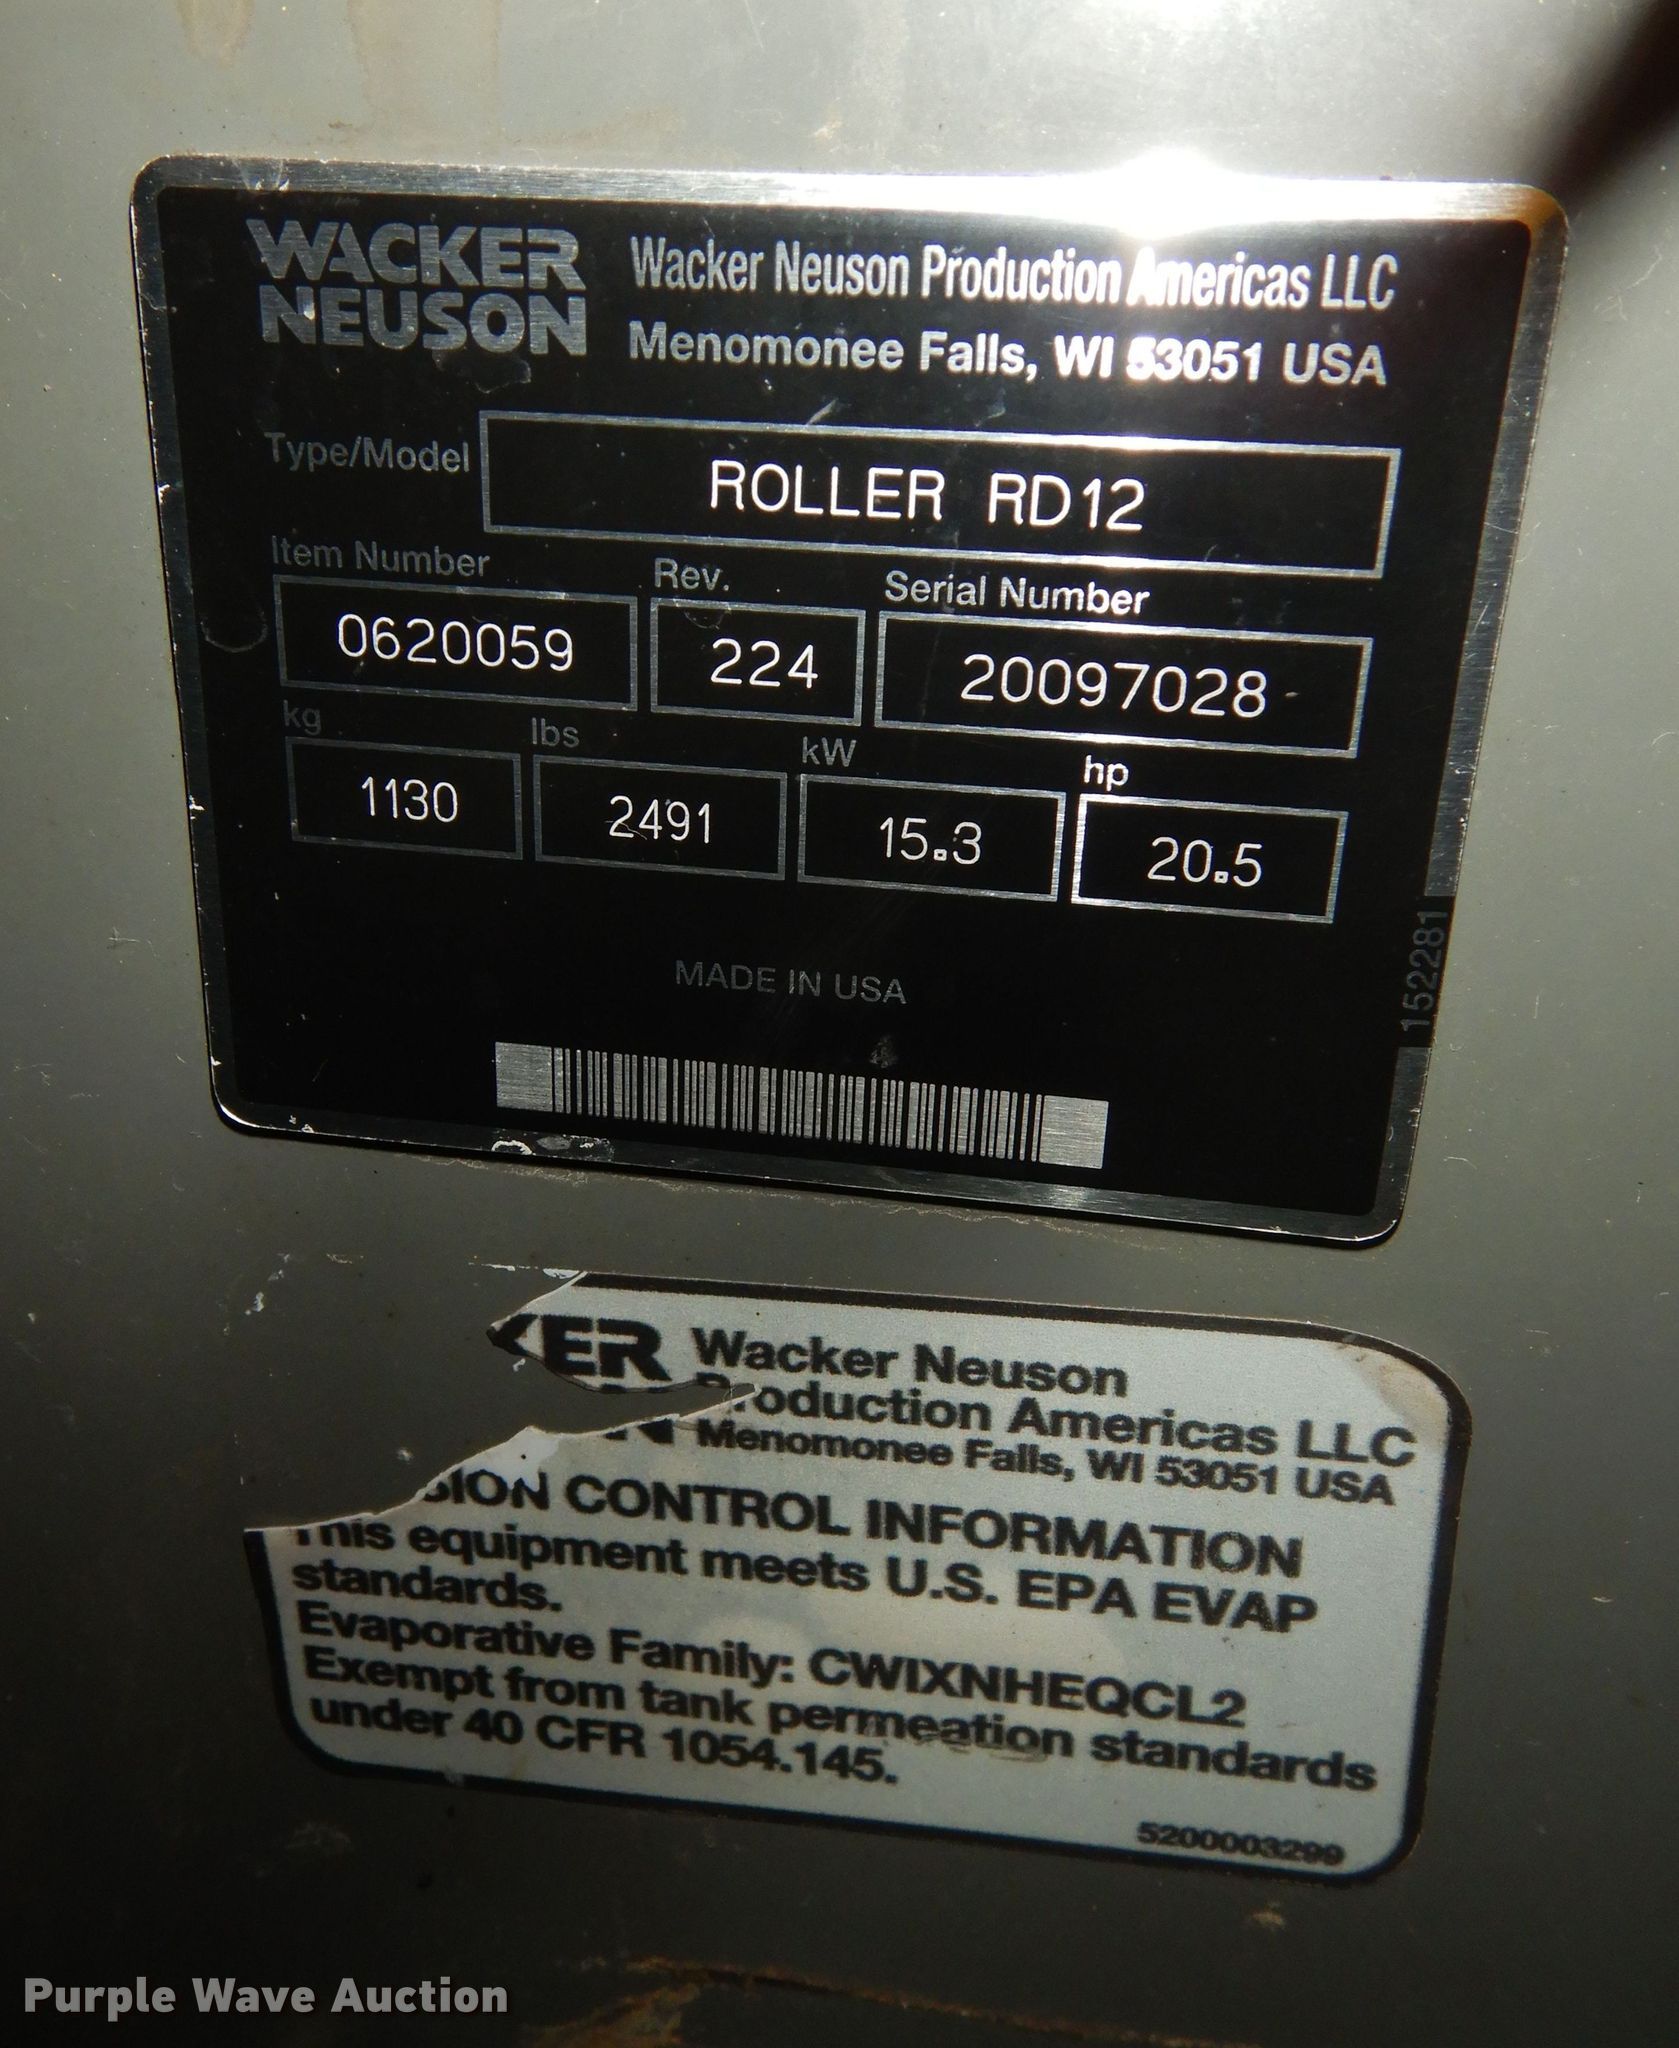 WACKER
NEUSON
Wacker Neuson Production Americas LLC
Menomonee Falls, WI 53051 USA
Type/Model
ROLLER RD12
Item Number
Rev.
Serial Number
0620059
224
20097028
kg
lbs
kW
hp
1130
2491
15.3
20.5
MADE IN USA
152281
KER
Wacker Neuson
Production Americas LLC
Menomonee Falls, WI 53051 USA
SION CONTROL INFORMATION
This equipment meets U.S. EPA EVAP
standards.
Evaporative Family: CWIXNHEQCL2
Exempt from tank permeation standards
under 40 CFR 1054.145.
5200003299
Purple Wave Auction